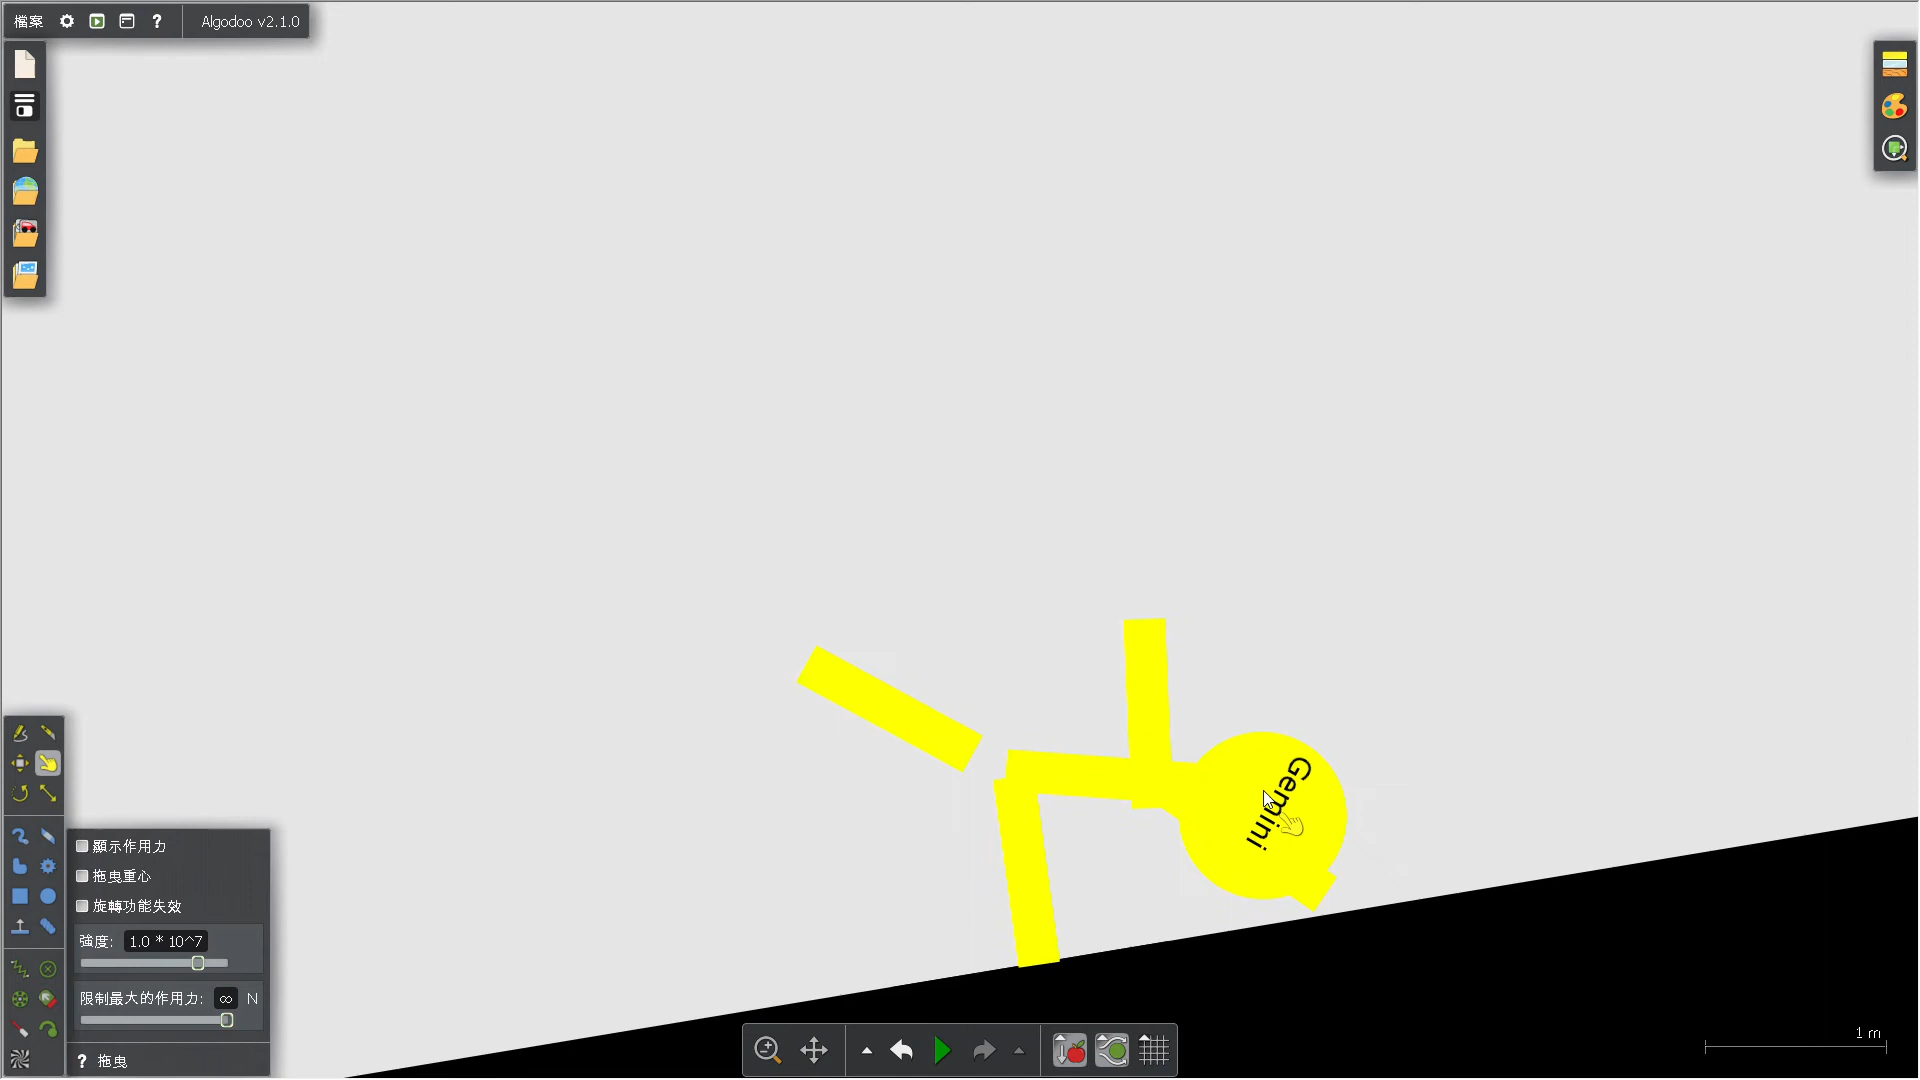 檔案 ? Algodoo v2.1.0
Gemini
顯示作用力
拖曳重心
旋轉功能失效
強度: 1.0 * 10^7
限制最大的作用力: ∞ N
? 拖曳
1 m